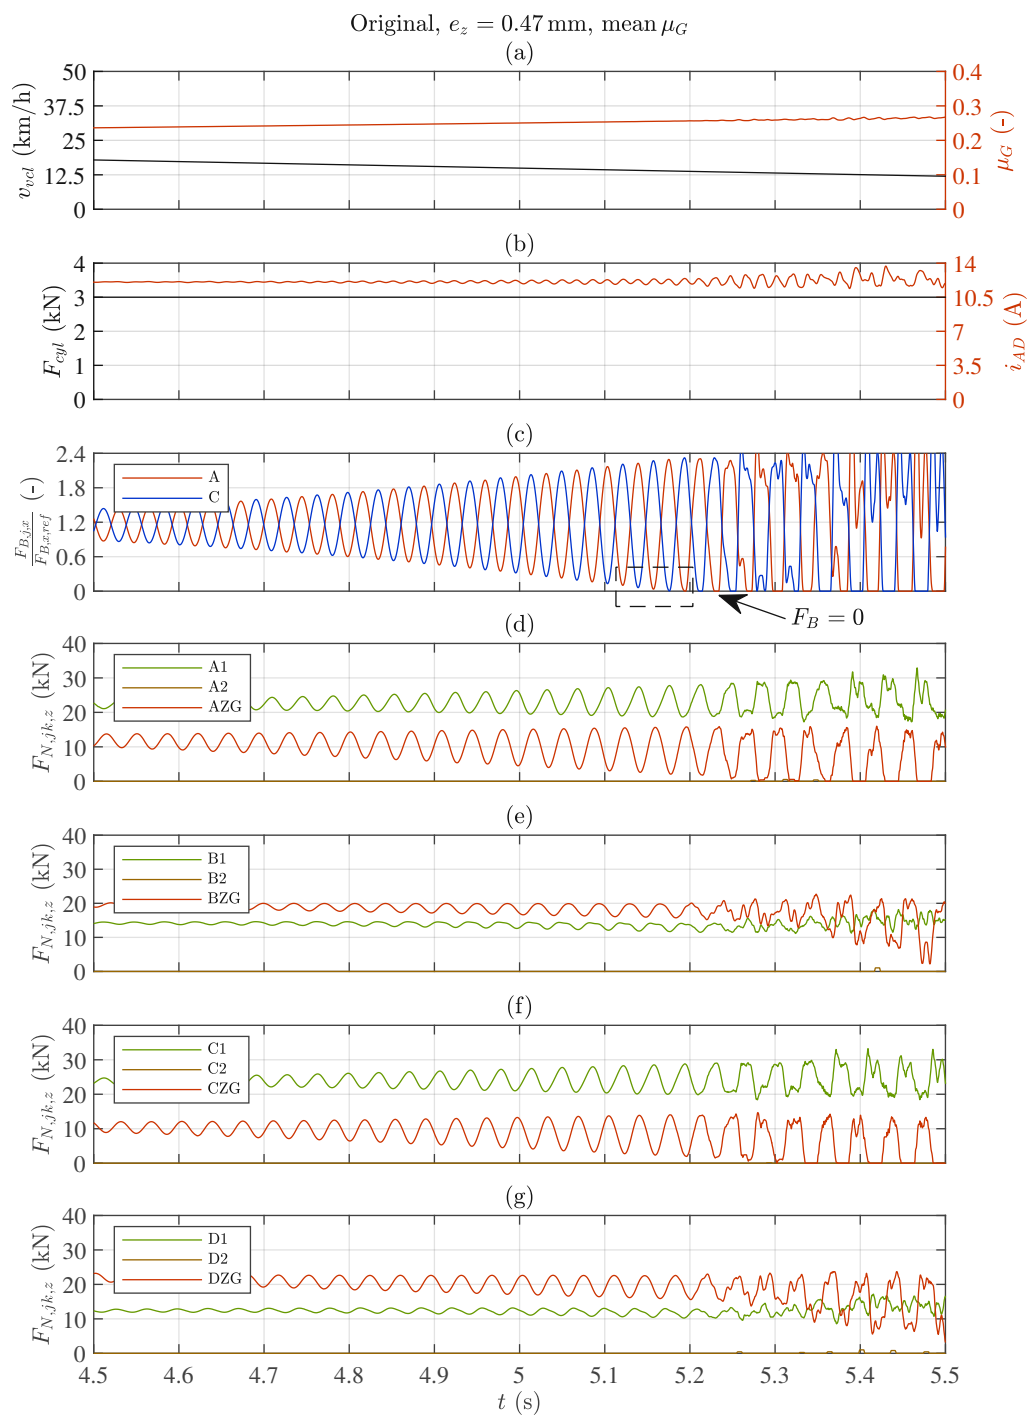 Original, e_z = 0.47 mm, mean μ_G
(a)
50
37.5
25
12.5
0
v_vcl (km/h)
0.4
0.3
0.2
0.1
0
μ_G (-)
(b)
4
3
2
1
0
F_cyl (kN)
14
10.5
7
3.5
0
i_AD (A)
(c)
2.4
1.8
1.2
0.6
0
F_B,j,x / F_B,x,ref (-)
A
C
F_B = 0
(d)
40
30
20
10
0
F_N,jk,z (kN)
A1
A2
AZG
(e)
40
30
20
10
0
F_N,jk,z (kN)
B1
B2
BZG
(f)
40
30
20
10
0
F_N,jk,z (kN)
C1
C2
CZG
(g)
40
30
20
10
0
F_N,jk,z (kN)
D1
D2
DZG
4.5 4.6 4.7 4.8 4.9 5 5.1 5.2 5.3 5.4 5.5
t (s)